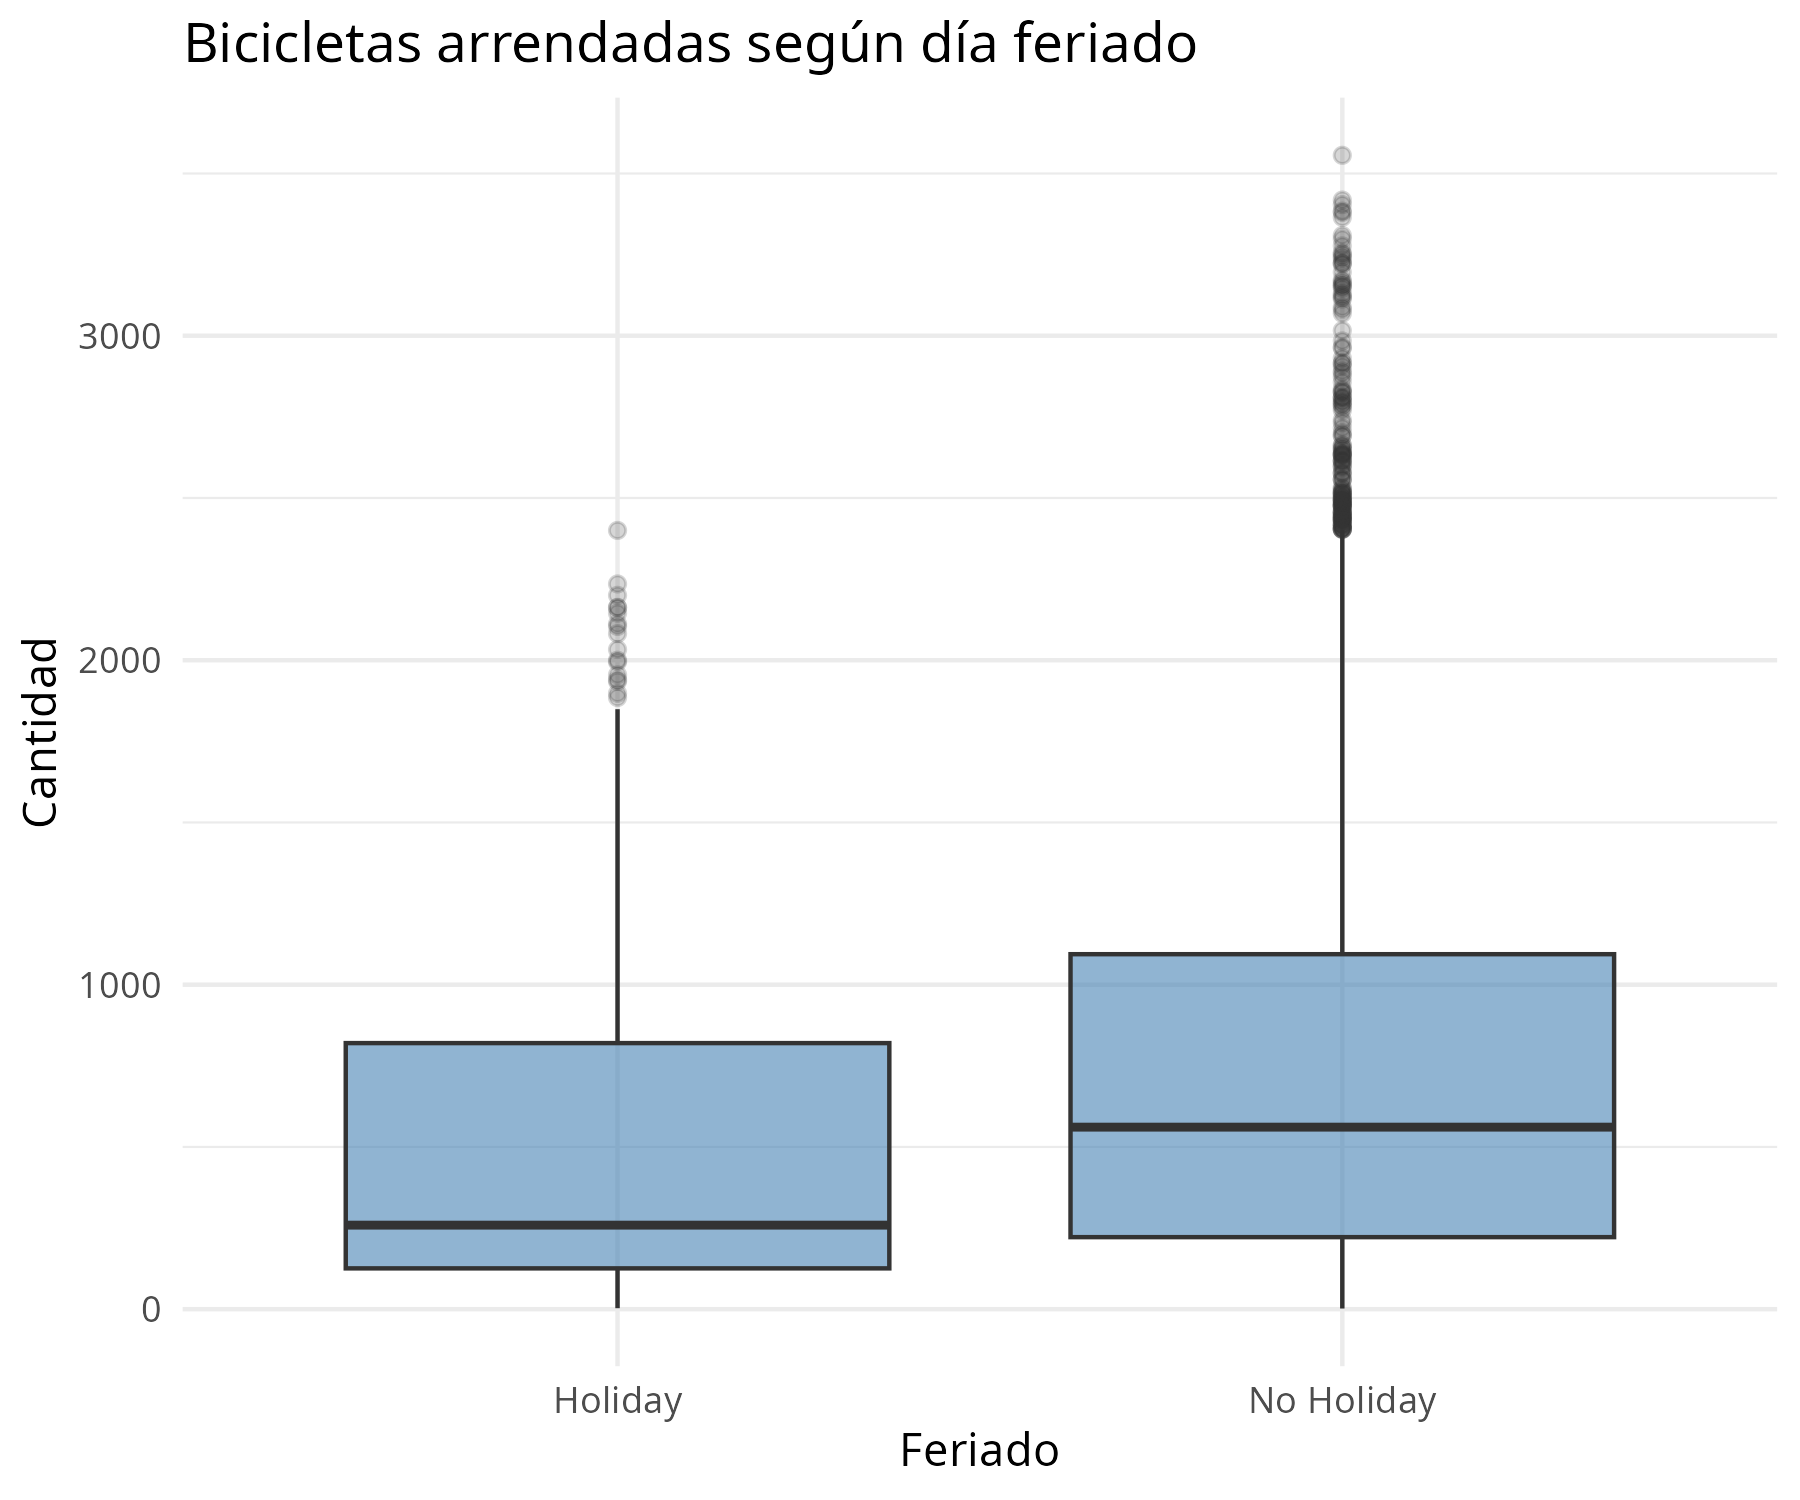 Bicicletas arrendadas según día feriado
Cantidad
3000
2000
1000
0
Holiday
No Holiday
Feriado